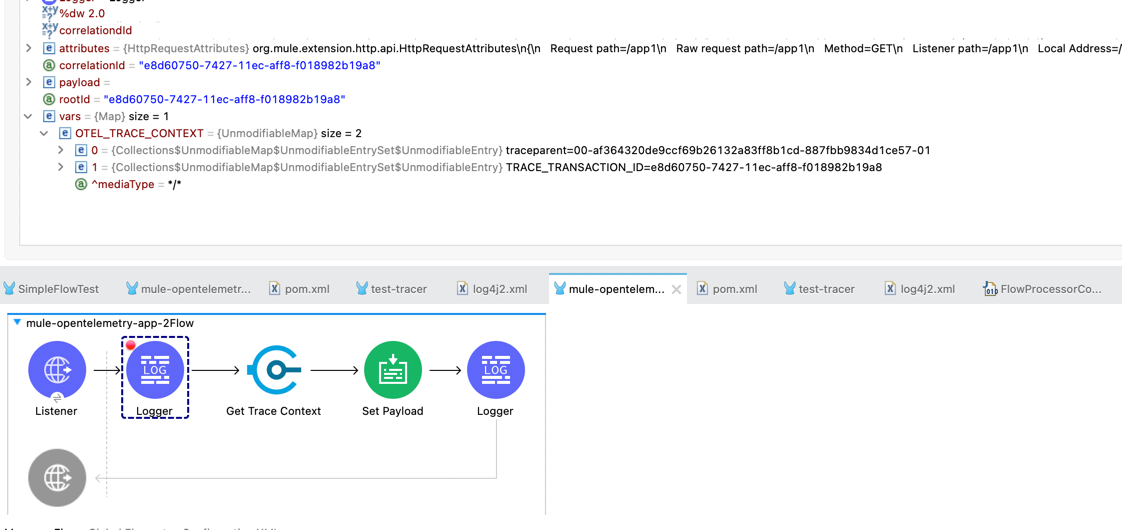 %dw 2.0
correlationdId
attributes = {HttpRequestAttributes} org.mule.extension.http.api.HttpRequestAttributes\n{\n Request path=/app1\n Raw request path=/app1\n Method=GET\n Listener path=/app1\n Local Address=/
correlationId = "e8d60750-7427-11ec-aff8-f018982b19a8"
payload =
rootId = "e8d60750-7427-11ec-aff8-f018982b19a8"
vars = {Map} size = 1
OTEL_TRACE_CONTEXT = {UnmodifiableMap} size = 2
0 = {Collections$UnmodifiableMap$UnmodifiableEntrySet$UnmodifiableEntry} traceparent=00-af364320de9ccf69b26132a83ff8b1cd-887fbb9834d1ce57-01
1 = {Collections$UnmodifiableMap$UnmodifiableEntrySet$UnmodifiableEntry} TRACE_TRANSACTION_ID=e8d60750-7427-11ec-aff8-f018982b19a8
^mediaType = */*
SimpleFlowTest mule-opentelemetr... pom.xml test-tracer log4j2.xml mule-opentelem... pom.xml test-tracer log4j2.xml FlowProcessorCo...
mule-opentelemetry-app-2Flow
LOG LOG
Listener Logger Get Trace Context Set Payload Logger